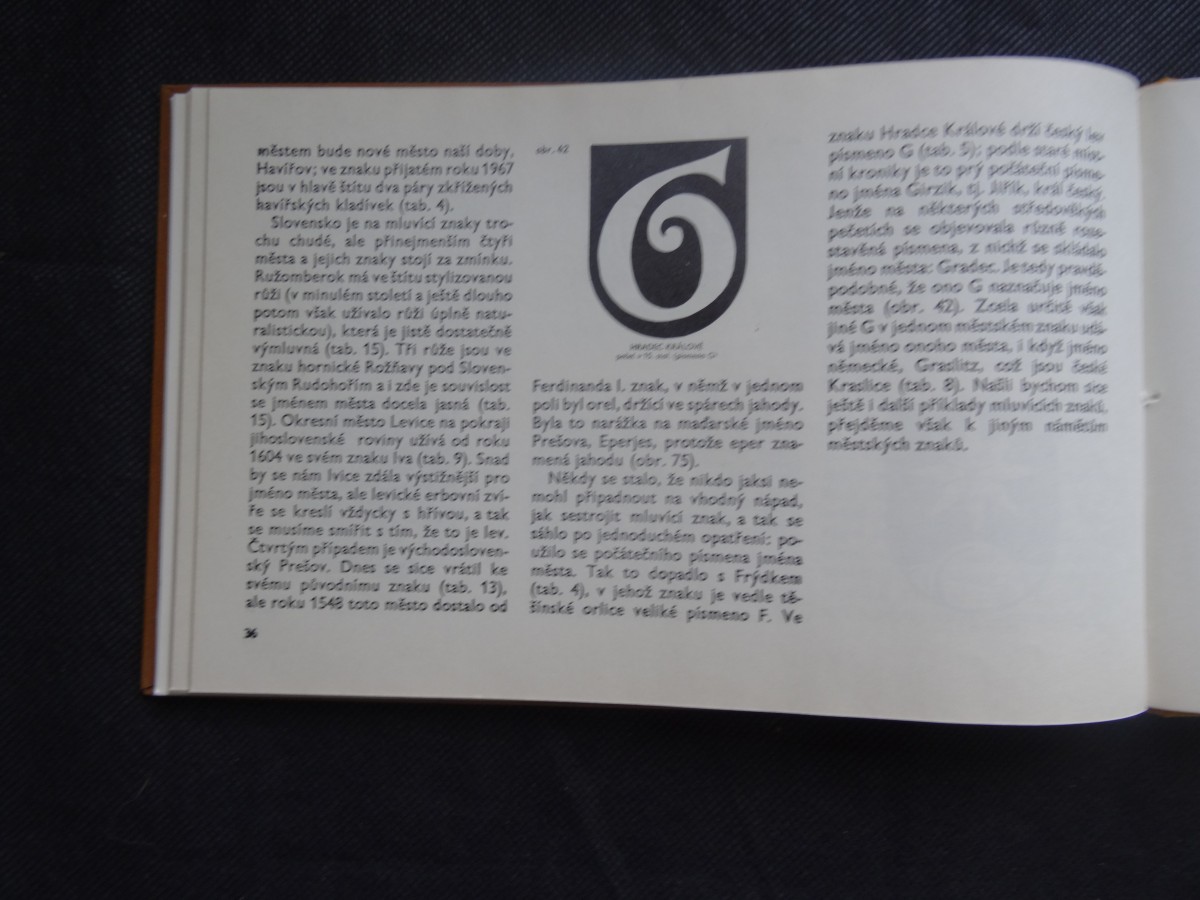 městem bude nové město naší doby,
Havířov; ve znaku přijatém roku 1967
jsou v hlavě štítu dva páry zkřížených
havířských kladívek (tab. 4).
Slovensko je na mluvící znaky tro-
chu chudé, ale přinejmenším čtyři
města a jejich znaky stojí za zmínku.
Ružomberok má ve štítu stylizovanou
růži (v minulém století a ještě dlouho
potom však užívalo růži úplně natu-
ralistickou), která je jistě dostatečně
výmluvná (tab. 15). Tři růže jsou ve
znaku hornické Rožňavy pod Sloven-
ským Rudohořím a i zde je souvislost
se jménem města docela jasná (tab.
15). Okresní město Levice na pokraji
jihoslovenské roviny užívá od roku
1604 ve svém znaku lva (tab. 9). Snad
by se nám lvice zdála výstižnější pro
jméno města, ale levické erbovní zví-
ře se kreslí vždycky s hřívou, a tak
se musíme smířit s tím, že to je lev.
Čtvrtým případem je východosloven-
ský Prešov. Dnes se sice vrátil ke
svému původnímu znaku (tab. 13),
ale roku 1548 toto město dostalo od
36
obr. 42
G
HRADEC KRÁLOVÉ
Ferdinanda I. znak, v němž v jednom
poli byl orel, držící ve spárech jahody.
Byla to narážka na maďarské jméno
Prešova, Eperjes, protože eper zna-
mená jahodu (obr. 75).
Někdy se stalo, že nikdo jaksi ne-
mohl připadnout na vhodný nápad,
jak sestrojit mluvící znak, a tak se
sáhlo po jednoduchém opatření: po-
užilo se počátečního písmena jména
města. Tak to dopadlo s Frýdkem
(tab. 4), v jehož znaku je vedle tě-
šínské orlice veliké písmeno F. Ve
znaku Hradce Králové drží český lev
písmeno G (tab. 5); podle staré míst-
ní kroniky je to prý počáteční písme-
no jména Girzik, tj. Jiřík, král český.
Jenže na některých středověkých
pečetích se objevovala různě roze-
stavěná písmena, z nichž se skládalo
jméno města: Gradec. Je tedy pravdě-
podobné, že ono G naznačuje jméno
města (obr. 42). Zcela určitě však
jiné G v jednom městském znaku udá-
vá jméno onoho města, i když jméno
německé, Graslitz, což jsou české
Kraslice (tab. 8). Našli bychom sice
ještě i další příklady mluvících znaků,
přejděme však k jiným námětům
městských znaků.